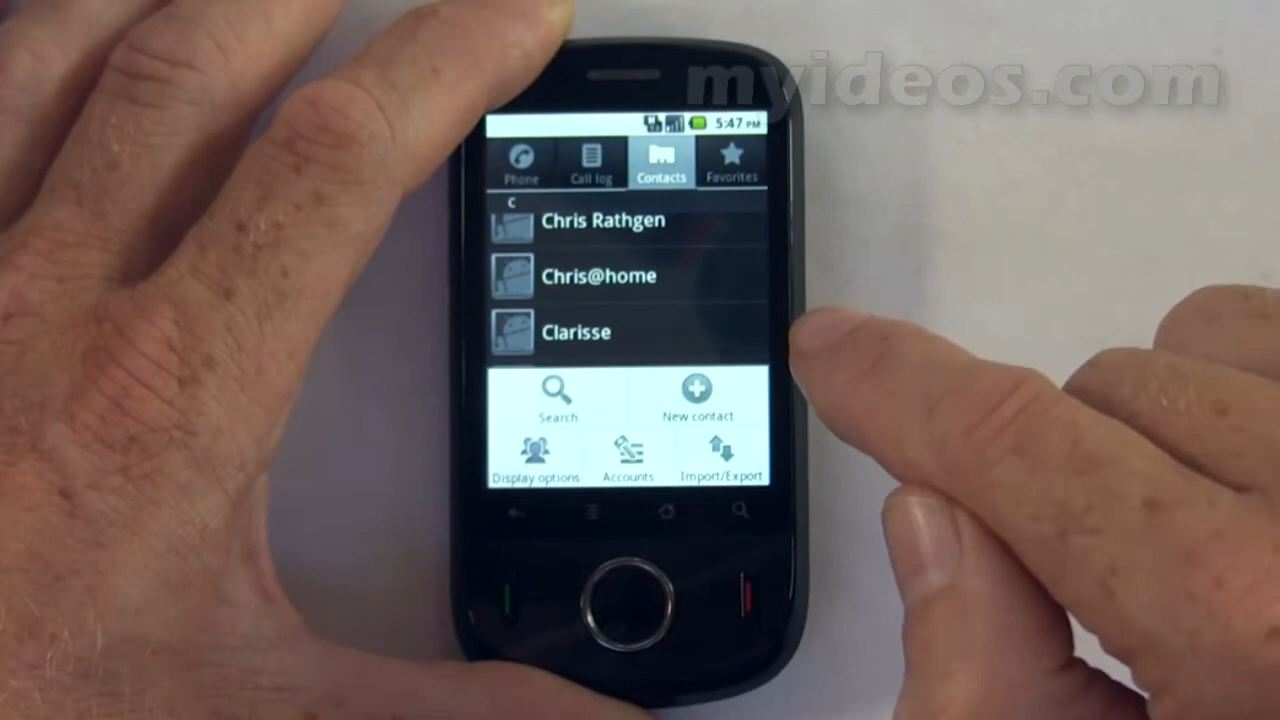 myideos.com
5:47 PM
Phone Call log Contacts Favorites
C
Chris Rathgen
Chris@home
Clarisse
Search New contact
Display options Accounts Import/Export